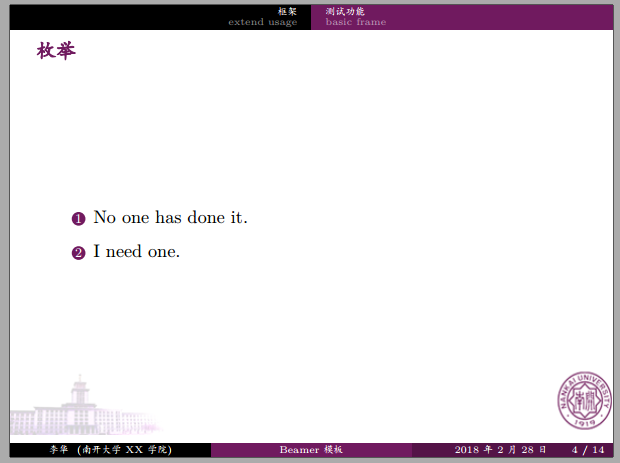 框架 测试功能
extend usage basic frame
枚举
1 No one has done it.
2 I need one.
NANKAI UNIVERSITY
南開
1919
李华 (南开大学 XX 学院) Beamer 模板 2018 年 2 月 28 日 4 / 14